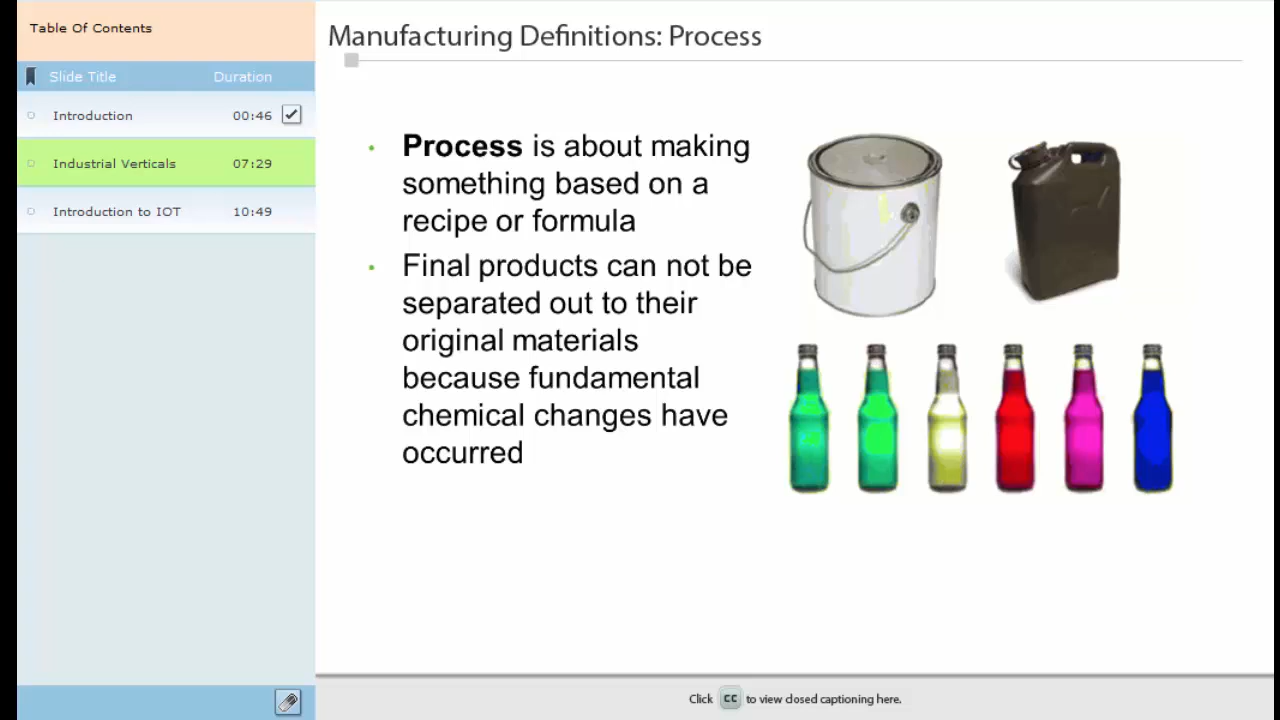 Table Of Contents
Slide Title Duration
Introduction 00:46
Industrial Verticals 07:29
Introduction to IOT 10:49
Manufacturing Definitions: Process
• Process is about making
something based on a
recipe or formula
• Final products can not be
separated out to their
original materials
because fundamental
chemical changes have
occurred
Click CC to view closed captioning here.